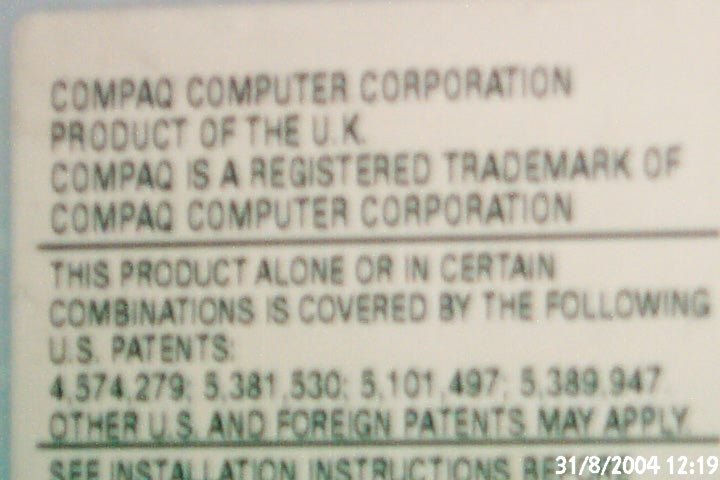 COMPAQ COMPUTER CORPORATION
PRODUCT OF THE U.K.
COMPAQ IS A REGISTERED TRADEMARK OF
COMPAQ COMPUTER CORPORATION
THIS PRODUCT ALONE OR IN CERTAIN
COMBINATIONS IS COVERED BY THE FOLLOWING
U.S. PATENTS:
4,574,279; 5,381,530; 5,101,497; 5,389,947.
OTHER U.S. AND FOREIGN PATENTS MAY APPLY.
SEE INSTALLATION INSTRUCTIONS
31/8/2004 12:19